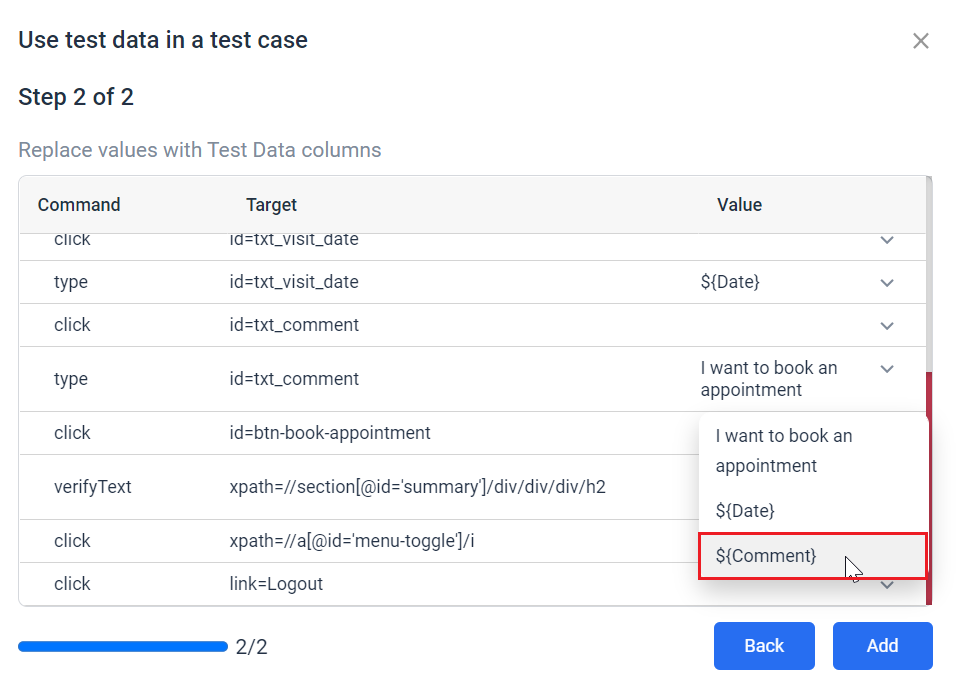 Use test data in a test case
Step 2 of 2
Replace values with Test Data columns
Command Target Value
click id=txt_visit_date
type id=txt_visit_date ${Date}
click id=txt_comment
type id=txt_comment I want to book an
appointment
click id=btn-book-appointment
I want to book an
appointment
verifyText xpath=//section[@id='summary']/div/div/div/h2
${Date}
click xpath=//a[@id='menu-toggle']/i
${Comment}
click link=Logout
2/2 Back Add